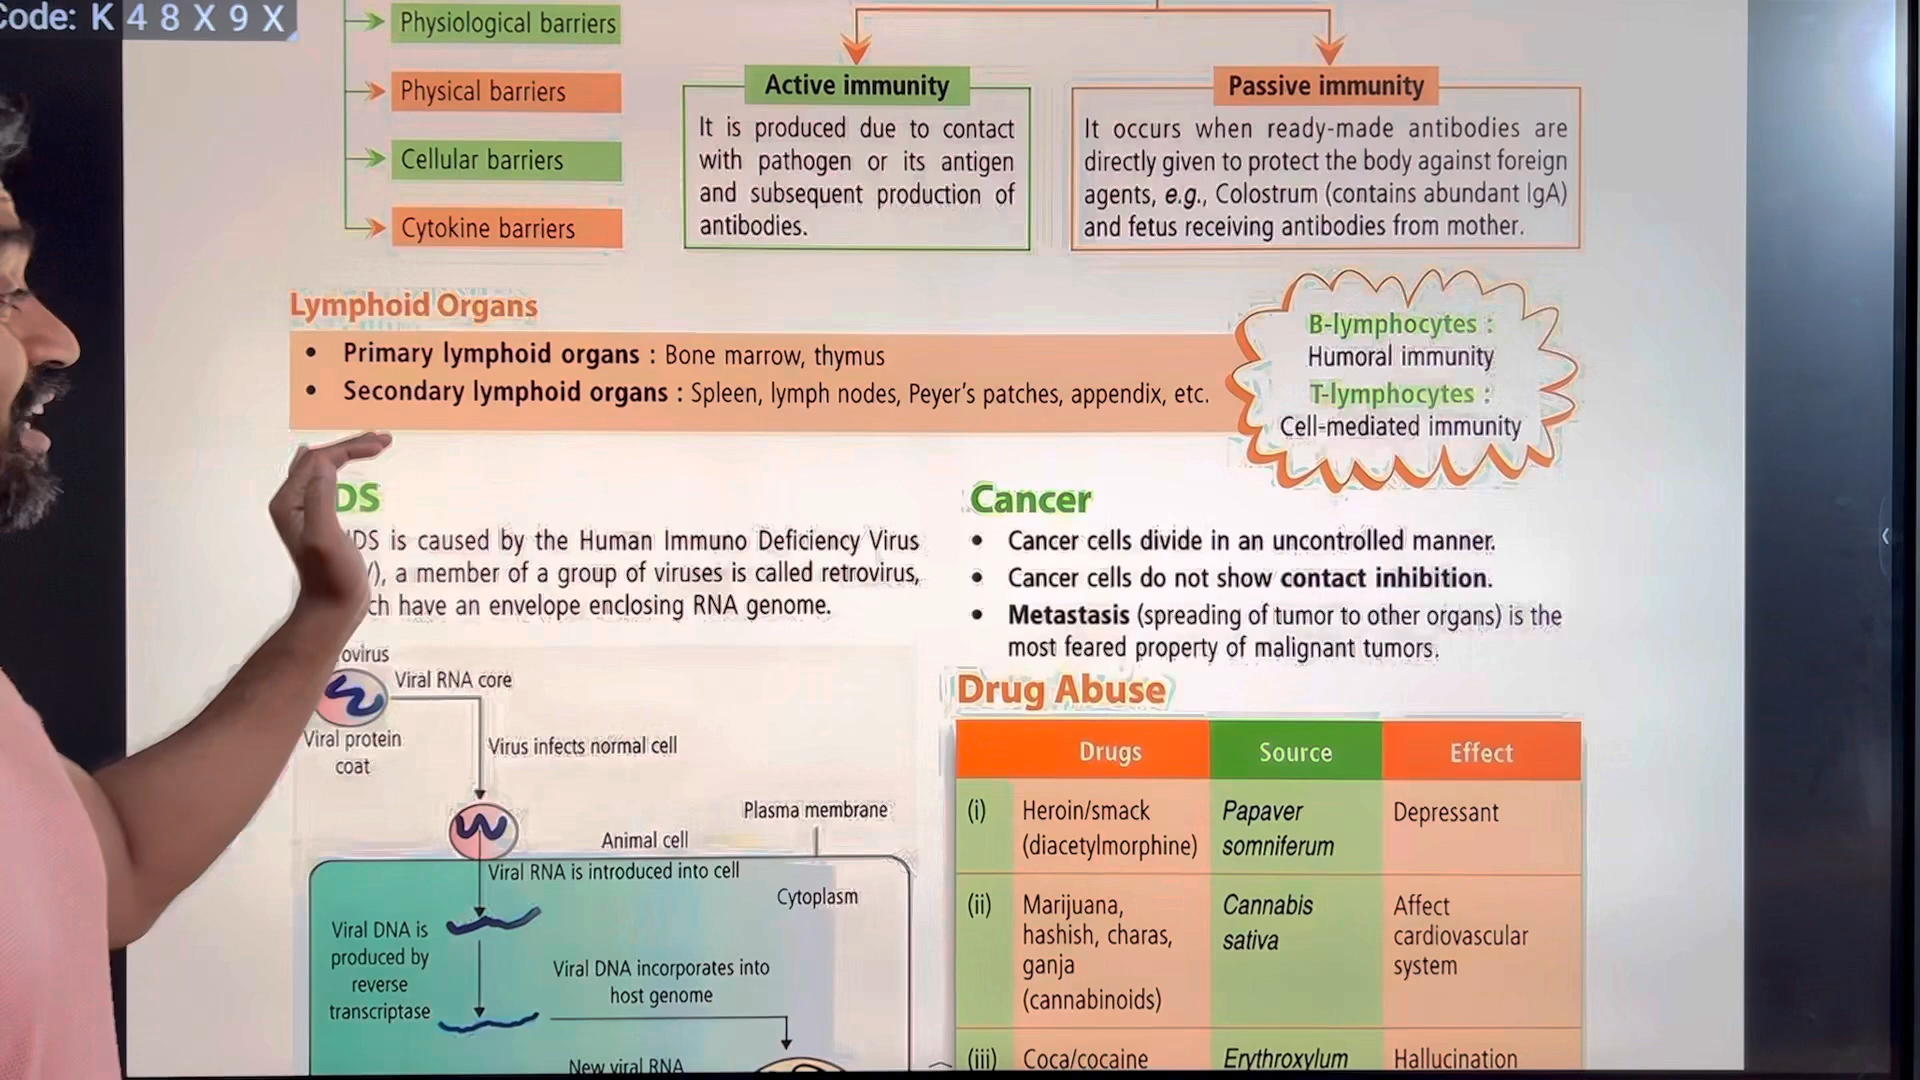 Code: K 4 8 X 9 X
Physiological barriers
Physical barriers
Cellular barriers
Cytokine barriers
Active immunity
It is produced due to contact
with pathogen or its antigen
and subsequent production of
antibodies.
Passive immunity
It occurs when ready-made antibodies are
directly given to protect the body against foreign
agents, e.g., Colostrum (contains abundant IgA)
and fetus receiving antibodies from mother.
Lymphoid Organs
• Primary lymphoid organs : Bone marrow, thymus
• Secondary lymphoid organs : Spleen, lymph nodes, Peyer's patches, appendix, etc.
B-lymphocytes :
Humoral immunity
T-lymphocytes :
Cell-mediated immunity
DS
DS is caused by the Human Immuno Deficiency Virus
), a member of a group of viruses is called retrovirus,
ch have an envelope enclosing RNA genome.
ovirus
Viral RNA core
Viral protein
coat
Virus infects normal cell
Plasma membrane
Animal cell
Viral RNA is introduced into cell
Cytoplasm
Viral DNA is
produced by
reverse
transcriptase
Viral DNA incorporates into
host genome
New viral RNA
Cancer
• Cancer cells divide in an uncontrolled manner.
• Cancer cells do not show contact inhibition.
• Metastasis (spreading of tumor to other organs) is the
most feared property of malignant tumors.
Drug Abuse
Drugs Source Effect
(i) Heroin/smack Papaver Depressant
(diacetylmorphine) somniferum
(ii) Marijuana, Cannabis Affect
hashish, charas, sativa cardiovascular
ganja system
(cannabinoids)
(iii) Coca/cocaine Erythroxylum Hallucination